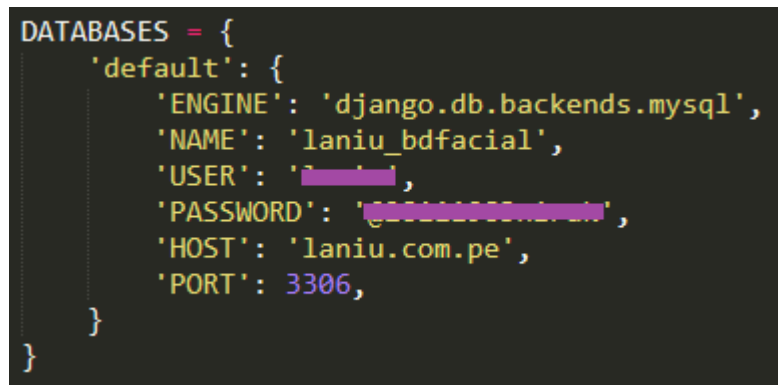 DATABASES = {
'default': {
'ENGINE': 'django.db.backends.mysql',
'NAME': 'laniu_bdfacial',
'USER': '',
'PASSWORD': '',
'HOST': 'laniu.com.pe',
'PORT': 3306,
}
}